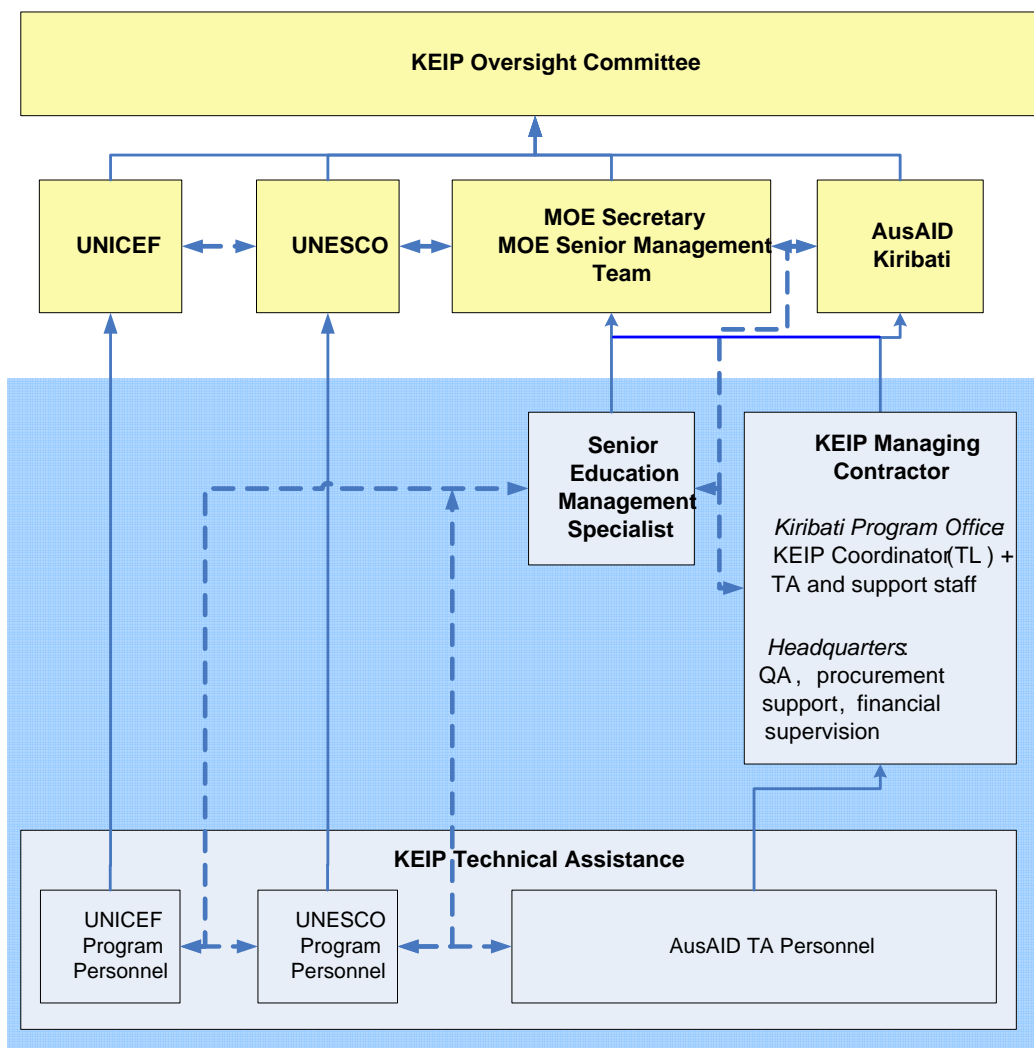 KEIP Oversight Committee
UNICEF
UNESCO
MOE Secretary
MOE Senior Management
Team
AusAID
Kiribati
Senior
Education
Management
Specialist
KEIP Managing
Contractor
Kiribati Program Office:
KEIP Coordinator(TL) +
TA and support staff
Headquarters:
QA, procurement
support, financial
supervision
KEIP Technical Assistance
UNICEF
Program
Personnel
UNESCO
Program
Personnel
AusAID TA Personnel